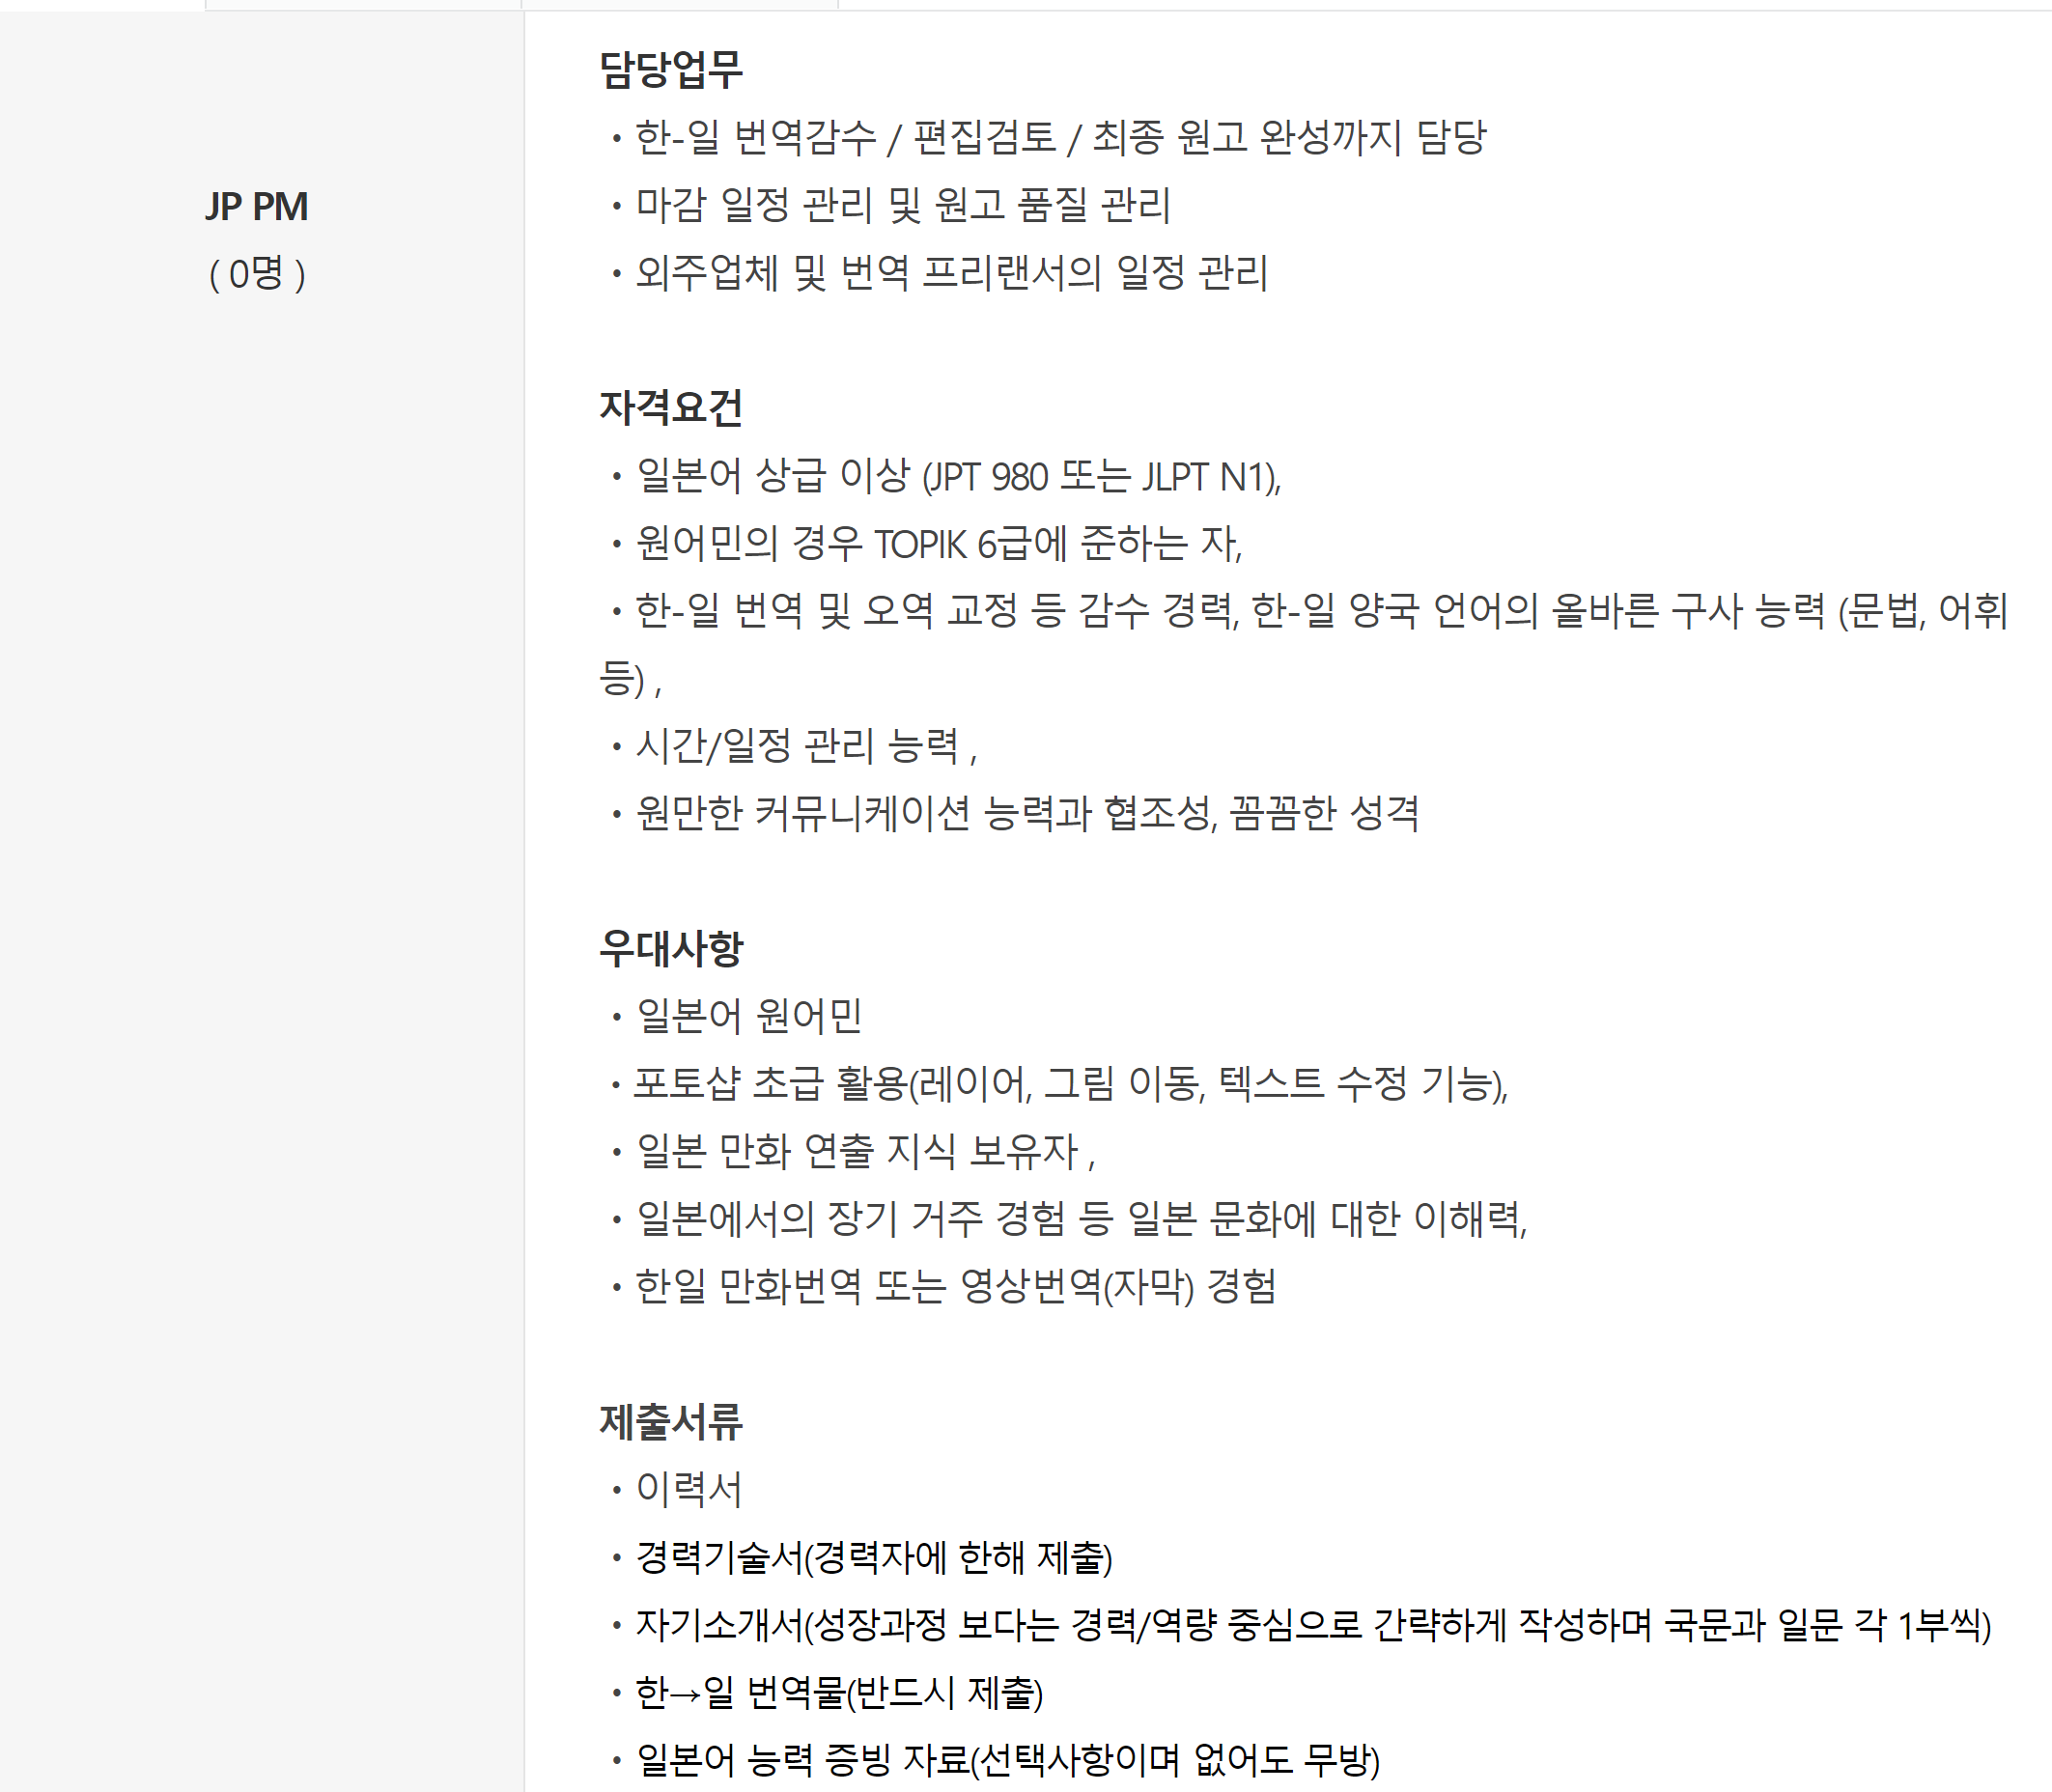 담당업무
• 한-일 번역감수 / 편집검토 / 최종 원고 완성까지 담당
• 마감 일정 관리 및 원고 품질 관리
• 외주업체 및 번역 프리랜서의 일정 관리
JP PM
( 0명 )
자격요건
• 일본어 상급 이상 (JPT 980 또는 JLPT N1),
• 원어민의 경우 TOPIK 6급에 준하는 자,
• 한-일 번역 및 오역 교정 등 감수 경력, 한-일 양국 언어의 올바른 구사 능력 (문법, 어휘
등) ,
• 시간/일정 관리 능력 ,
• 원만한 커뮤니케이션 능력과 협조성, 꼼꼼한 성격
우대사항
• 일본어 원어민
• 포토샵 초급 활용(레이어, 그림 이동, 텍스트 수정 기능),
• 일본 만화 연출 지식 보유자 ,
• 일본에서의 장기 거주 경험 등 일본 문화에 대한 이해력,
• 한일 만화번역 또는 영상번역(자막) 경험
제출서류
• 이력서
• 경력기술서(경력자에 한해 제출)
• 자기소개서(성장과정 보다는 경력/역량 중심으로 간략하게 작성하며 국문과 일문 각 1부씩)
• 한→일 번역물(반드시 제출)
• 일본어 능력 증빙 자료(선택사항이며 없어도 무방)